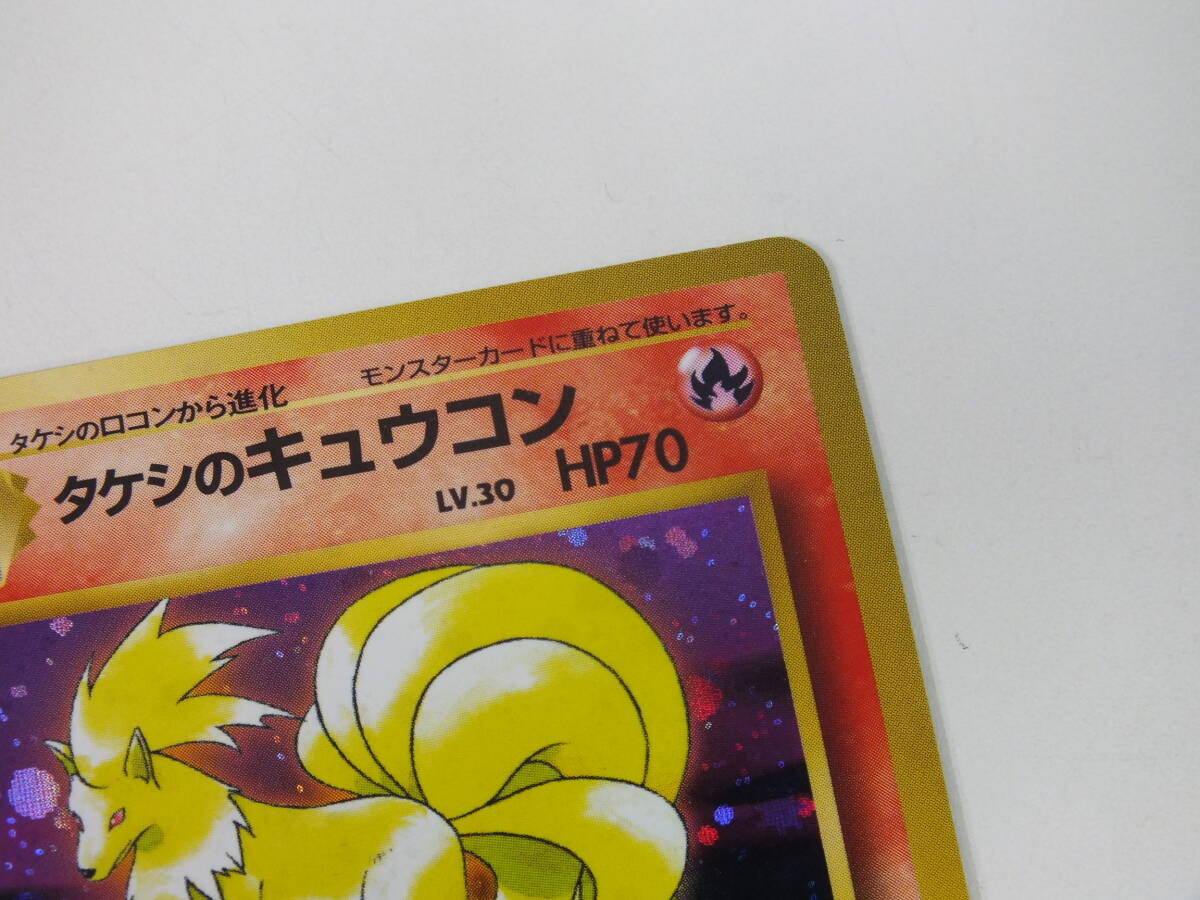 モンスターカードに重ねて使います。
タケシのロコンから進化
タケシのキュウコン
LV.30 HP70